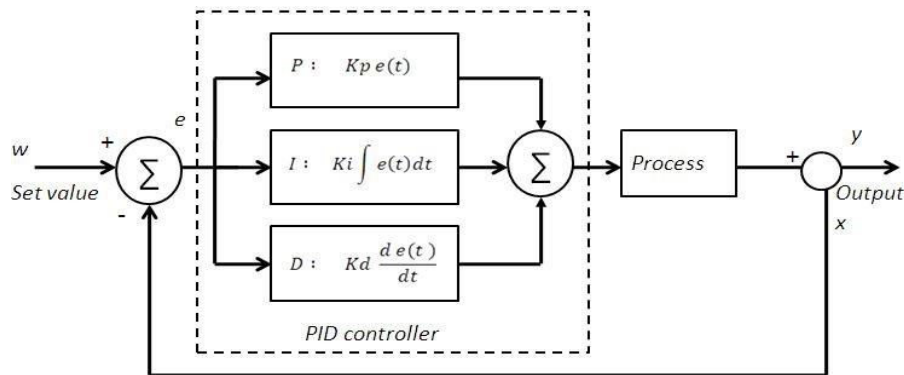 P : Kp e(t)
e
w
+
Set value
Σ
-
I : Ki ∫ e(t)dt
Σ
Process
+
y
Output
x
D : Kd d e(t) / dt
PID controller